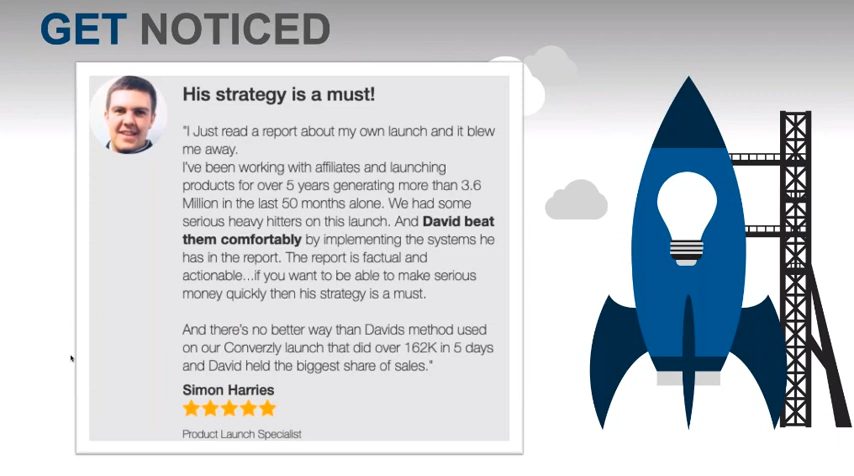 GET NOTICED
His strategy is a must!
"I Just read a report about my own launch and it blew
me away.
I've been working with affiliates and launching
products for over 5 years generating more than 3.6
Million in the last 50 months alone. We had some
serious heavy hitters on this launch. And David beat
them comfortably by implementing the systems he
has in the report. The report is factual and
actionable...if you want to be able to make serious
money quickly then his strategy is a must.
And there's no better way than Davids method used
on our Converzly launch that did over 162K in 5 days
and David held the biggest share of sales."
Simon Harries
Product Launch Specialist